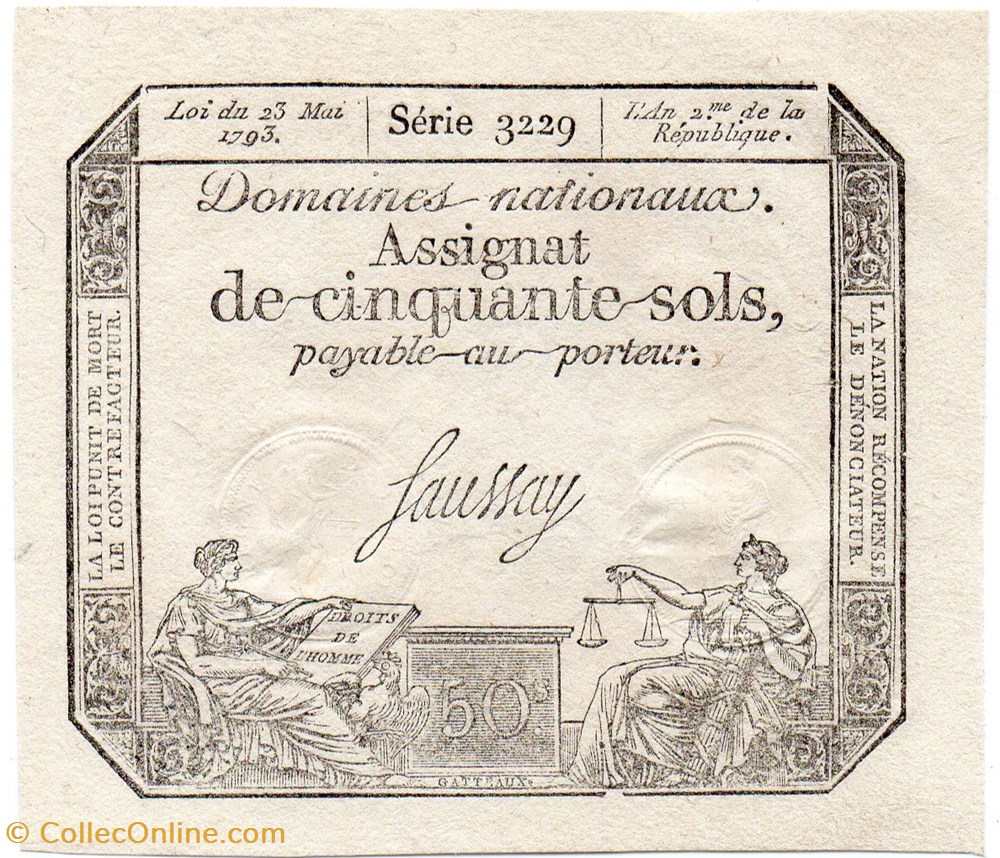 Loi du 23 Mai
1793.
Série 3229
L'An 2.me de la
République.
Domaines nationaux.
Assignat
de cinquante sols,
payable au porteur.
LA LOI PUNIT DE MORT
LE CONTREFACTEUR.
LA NATION RÉCOMPENSE
LE DÉNONCIATEUR.
Saussay
DROITS
DE
L'HOMME
50s
GATTEAUX.
© CollecOnline.com